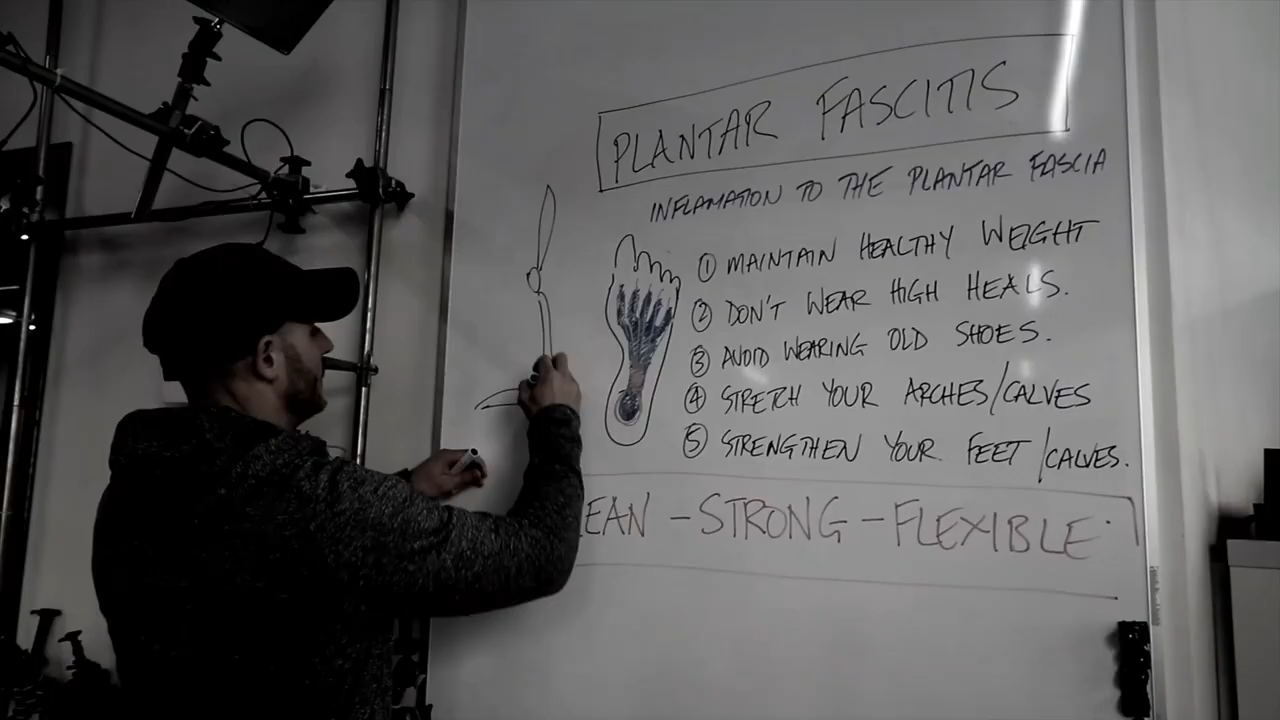 PLANTAR FASCITIS
INFLAMATION TO THE PLANTAR FASCIA
① MAINTAIN HEALTHY WEIGHT
② DON'T WEAR HIGH HEALS.
③ AVOID WEARING OLD SHOES.
④ STRETCH YOUR ARCHES/CALVES
⑤ STRENGTHEN YOUR FEET/CALVES.
EAN - STRONG - FLEXIBLE